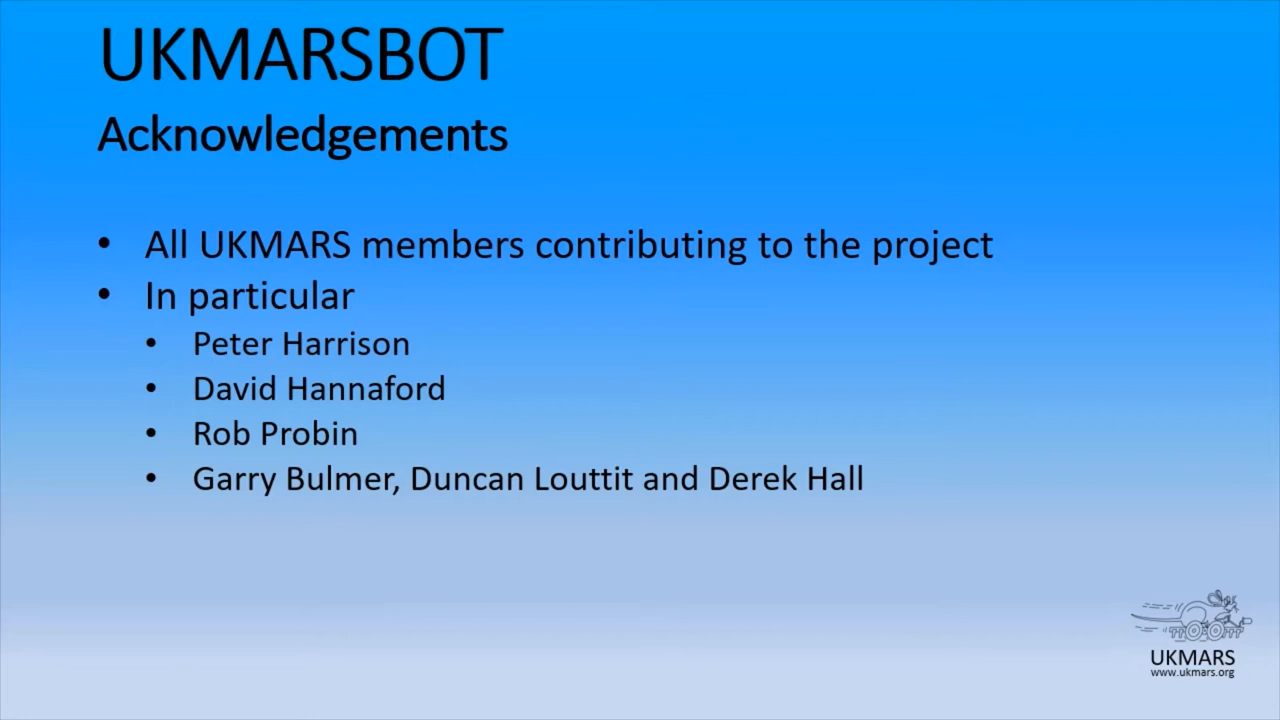 UKMARSBOT
Acknowledgements
• All UKMARS members contributing to the project
• In particular
• Peter Harrison
• David Hannaford
• Rob Probin
• Garry Bulmer, Duncan Louttit and Derek Hall
UKMARS
www.ukmars.org